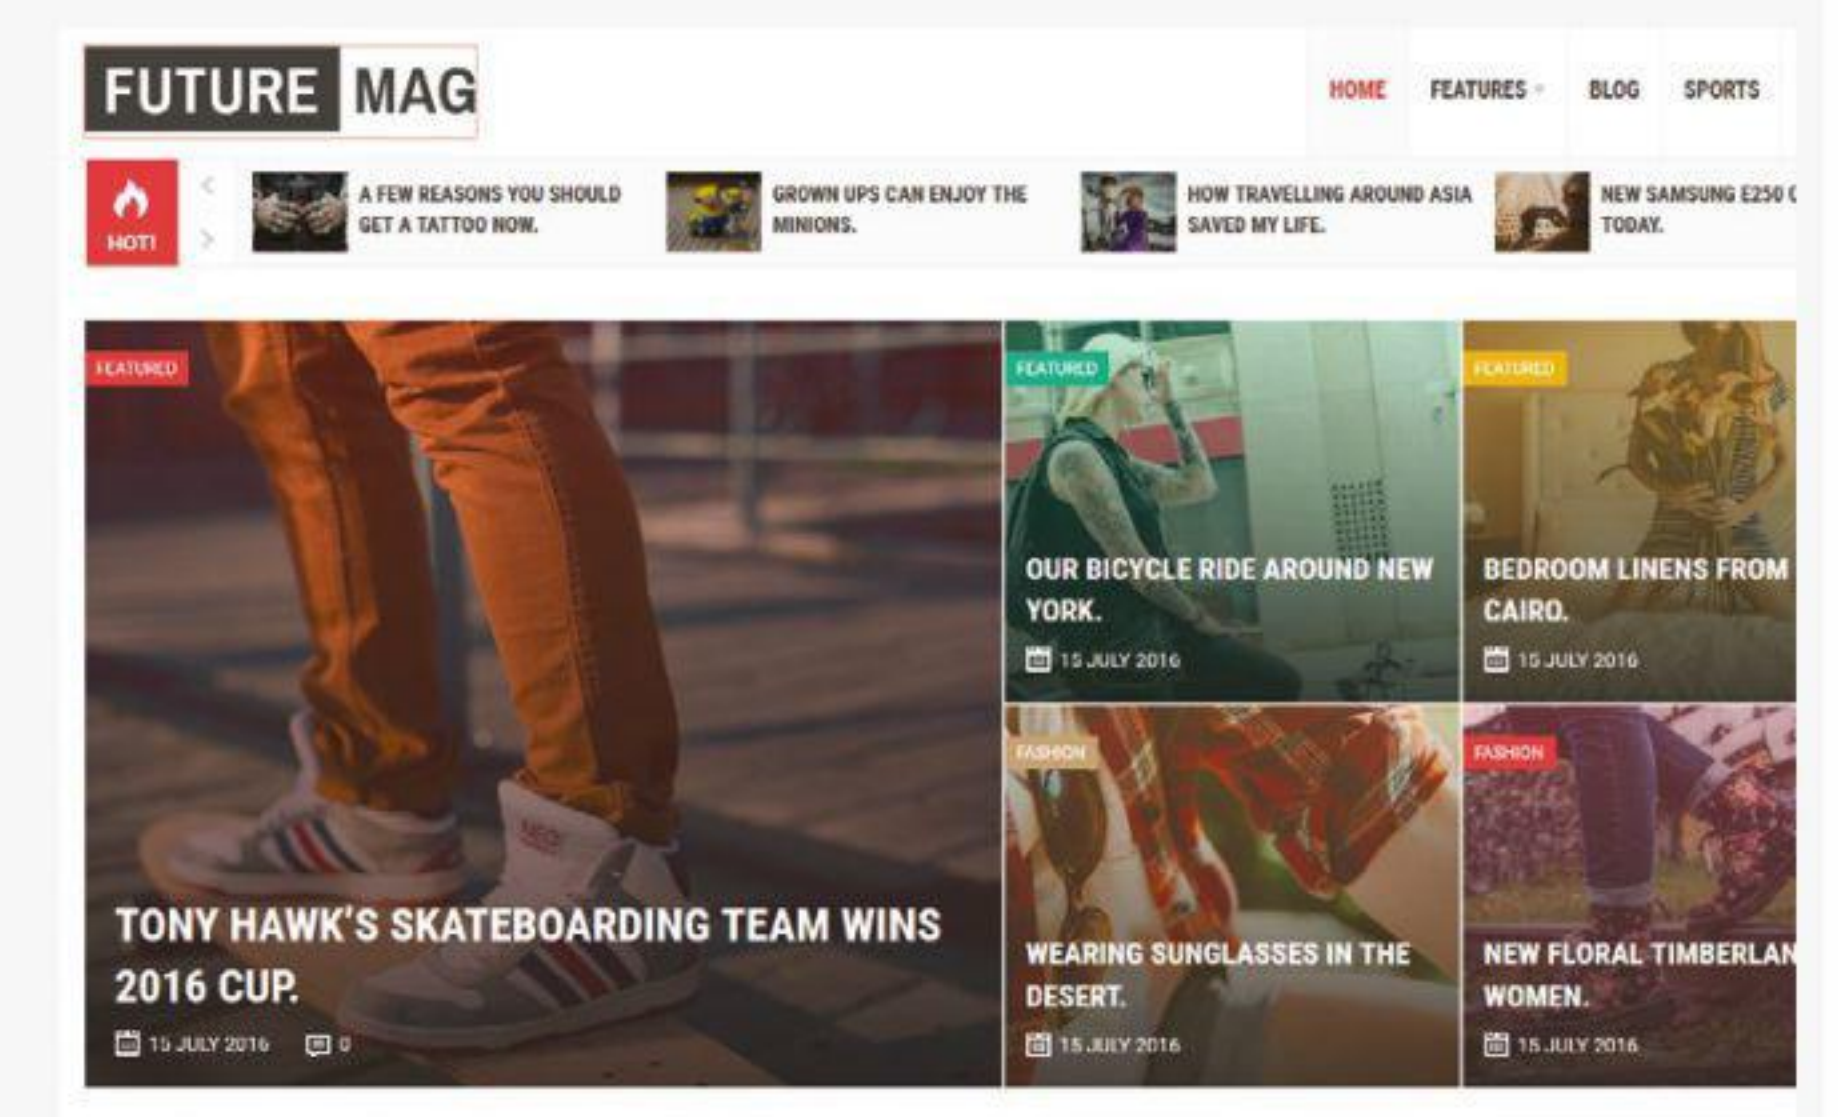 FUTURE MAG
HOME FEATURES BLOG SPORTS
HOT!
A FEW REASONS YOU SHOULD
GET A TATTOO NOW.
GROWN UPS CAN ENJOY THE
MINIONS.
HOW TRAVELLING AROUND ASIA
SAVED MY LIFE.
NEW SAMSUNG E250
TODAY.
FEATURED
TONY HAWK'S SKATEBOARDING TEAM WINS
2016 CUP.
15 JULY 2016 0
FEATURED
OUR BICYCLE RIDE AROUND NEW
YORK.
15 JULY 2016
FEATURED
BEDROOM LINENS FROM
CAIRO.
15 JULY 2016
FASHION
WEARING SUNGLASSES IN THE
DESERT.
15 JULY 2016
FASHION
NEW FLORAL TIMBERLAN
WOMEN.
15 JULY 2016